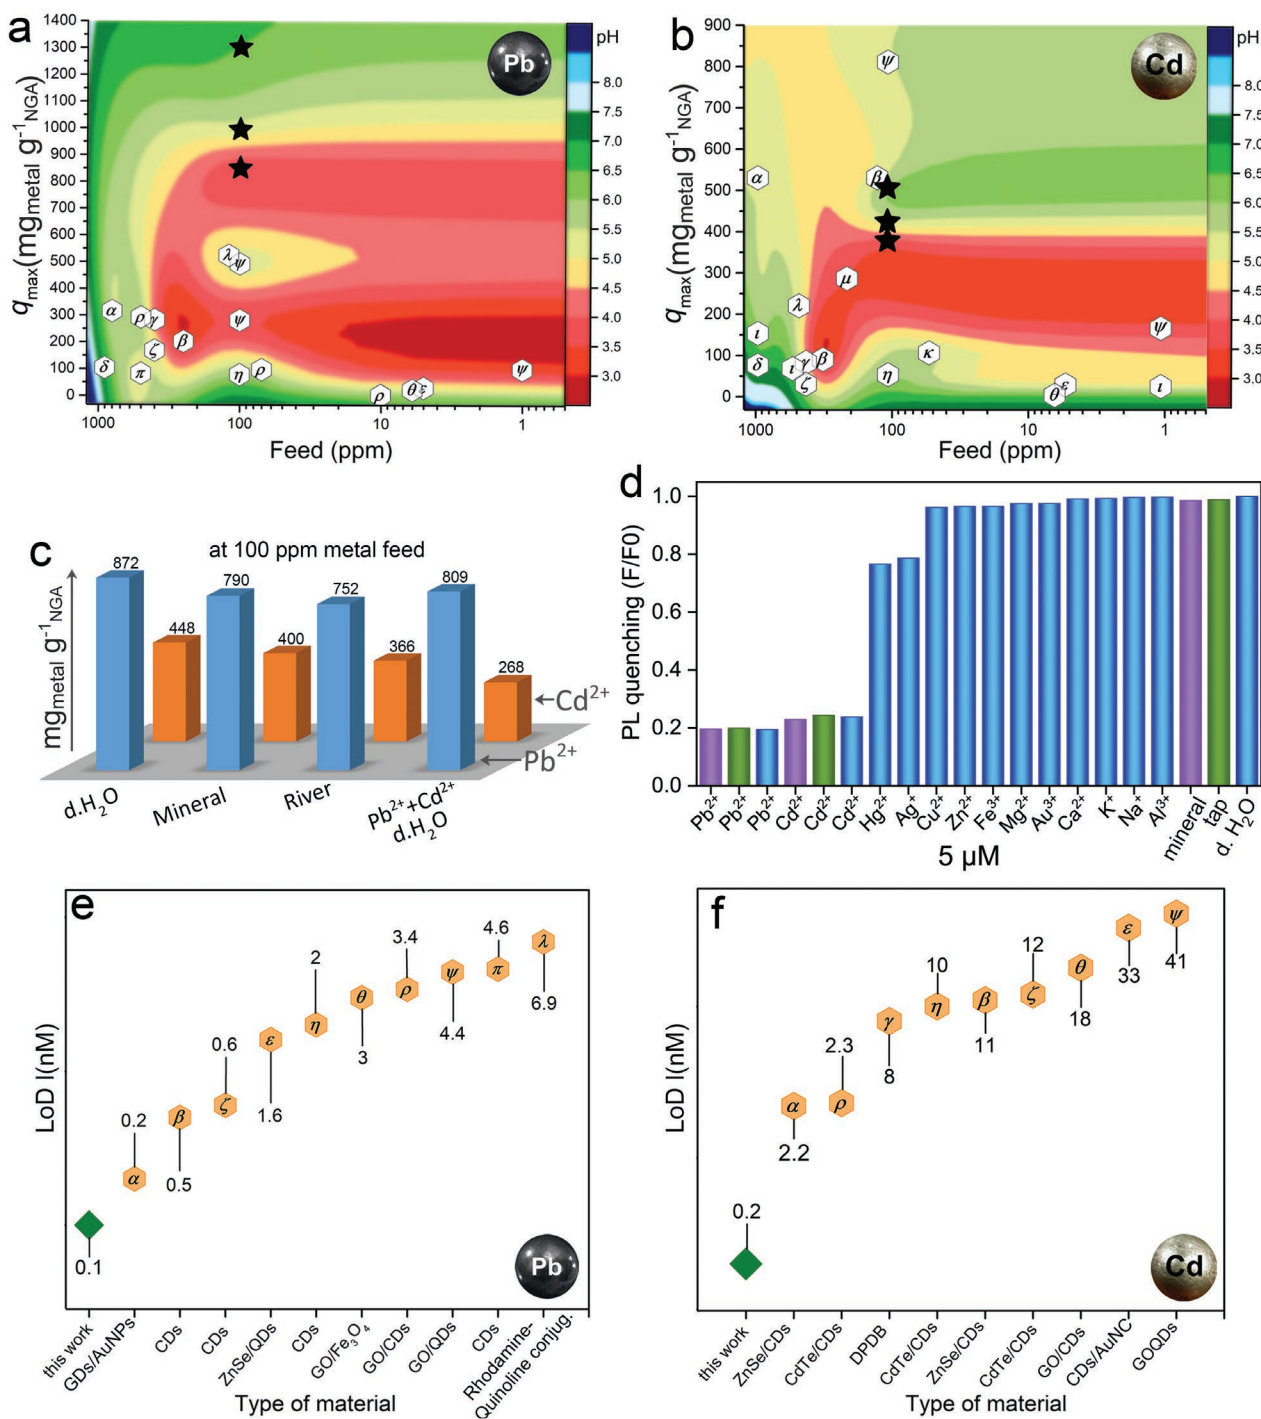 a
q_max(mg_metal g⁻¹_NGA)
1400
1300
1200
1100
1000
900
800
700
600
500
400
300
200
100
0
Pb
pH
8.0
7.5
7.0
6.5
6.0
5.5
5.0
4.5
4.0
3.5
3.0
λ ψ
α ρ γ ψ
ζ β
δ π η ρ ψ
ρ θ ε
1000 100 10 1
Feed (ppm)
b
q_max(mg_metal g⁻¹_NGA)
900
800
700
600
500
400
300
200
100
0
Cd
pH
8.0
7.5
7.0
6.5
6.0
5.5
5.0
4.5
4.0
3.5
3.0
ψ
α β
μ
λ
ι ψ
δ ι γ β κ
ζ η θ ε ι
1000 100 10 1
Feed (ppm)
c
at 100 ppm metal feed
mg_metal g⁻¹_NGA
872 790 752 809
448 400 366 268
Cd²⁺
Pb²⁺
d.H₂O
Mineral
River
Pb²⁺+Cd²⁺
d.H₂O
d
PL quenching (F/F0)
1.0
0.8
0.6
0.4
0.2
0.0
Pb²⁺ Pb²⁺ Pb²⁺ Cd²⁺ Cd²⁺ Cd²⁺ Hg²⁺ Ag⁺ Cu²⁺ Zn²⁺ Fe³⁺ Mg²⁺ Au³⁺ Ca²⁺ K⁺ Na⁺ Al³⁺ mineral tap d. H₂O
5 µM
e
LoD l(nM)
0.1
α 0.2
β 0.5
ζ 0.6
ε 1.6
η 2
θ 3
ρ 3.4
ψ 4.4
π 4.6
λ 6.9
Pb
this work
GDs/AuNPs
CDs
CDs
ZnSe/QDs
CDs
GO/Fe₃O₄
GO/CDs
GO/QDs
CDs
Rhodamine-
Quinoline conjug.
Type of material
f
LoD l(nM)
0.2
α 2.2
ρ 2.3
γ 8
η 10
β 11
ζ 12
θ 18
ε 33
ψ 41
Cd
this work
ZnSe/CDs
CdTe/CDs
DPDB
CdTe/CDs
ZnSe/CDs
CdTe/CDs
GO/CDs
CDs/AuNC
GOQDs
Type of material